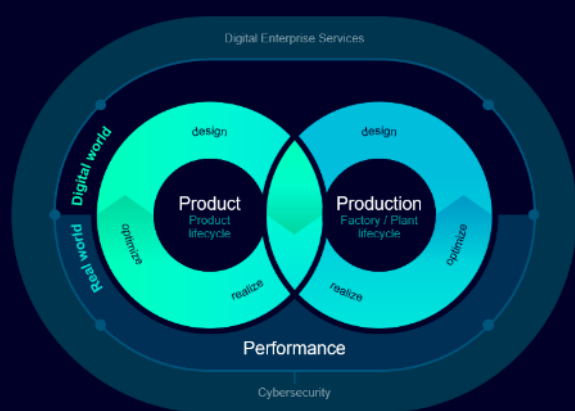 Digital Enterprise Services
Digital world
design
design
Product
Product
lifecycle
Production
Factory / Plant
lifecycle
Real world
optimize
optimize
realize
realize
Performance
Cybersecurity